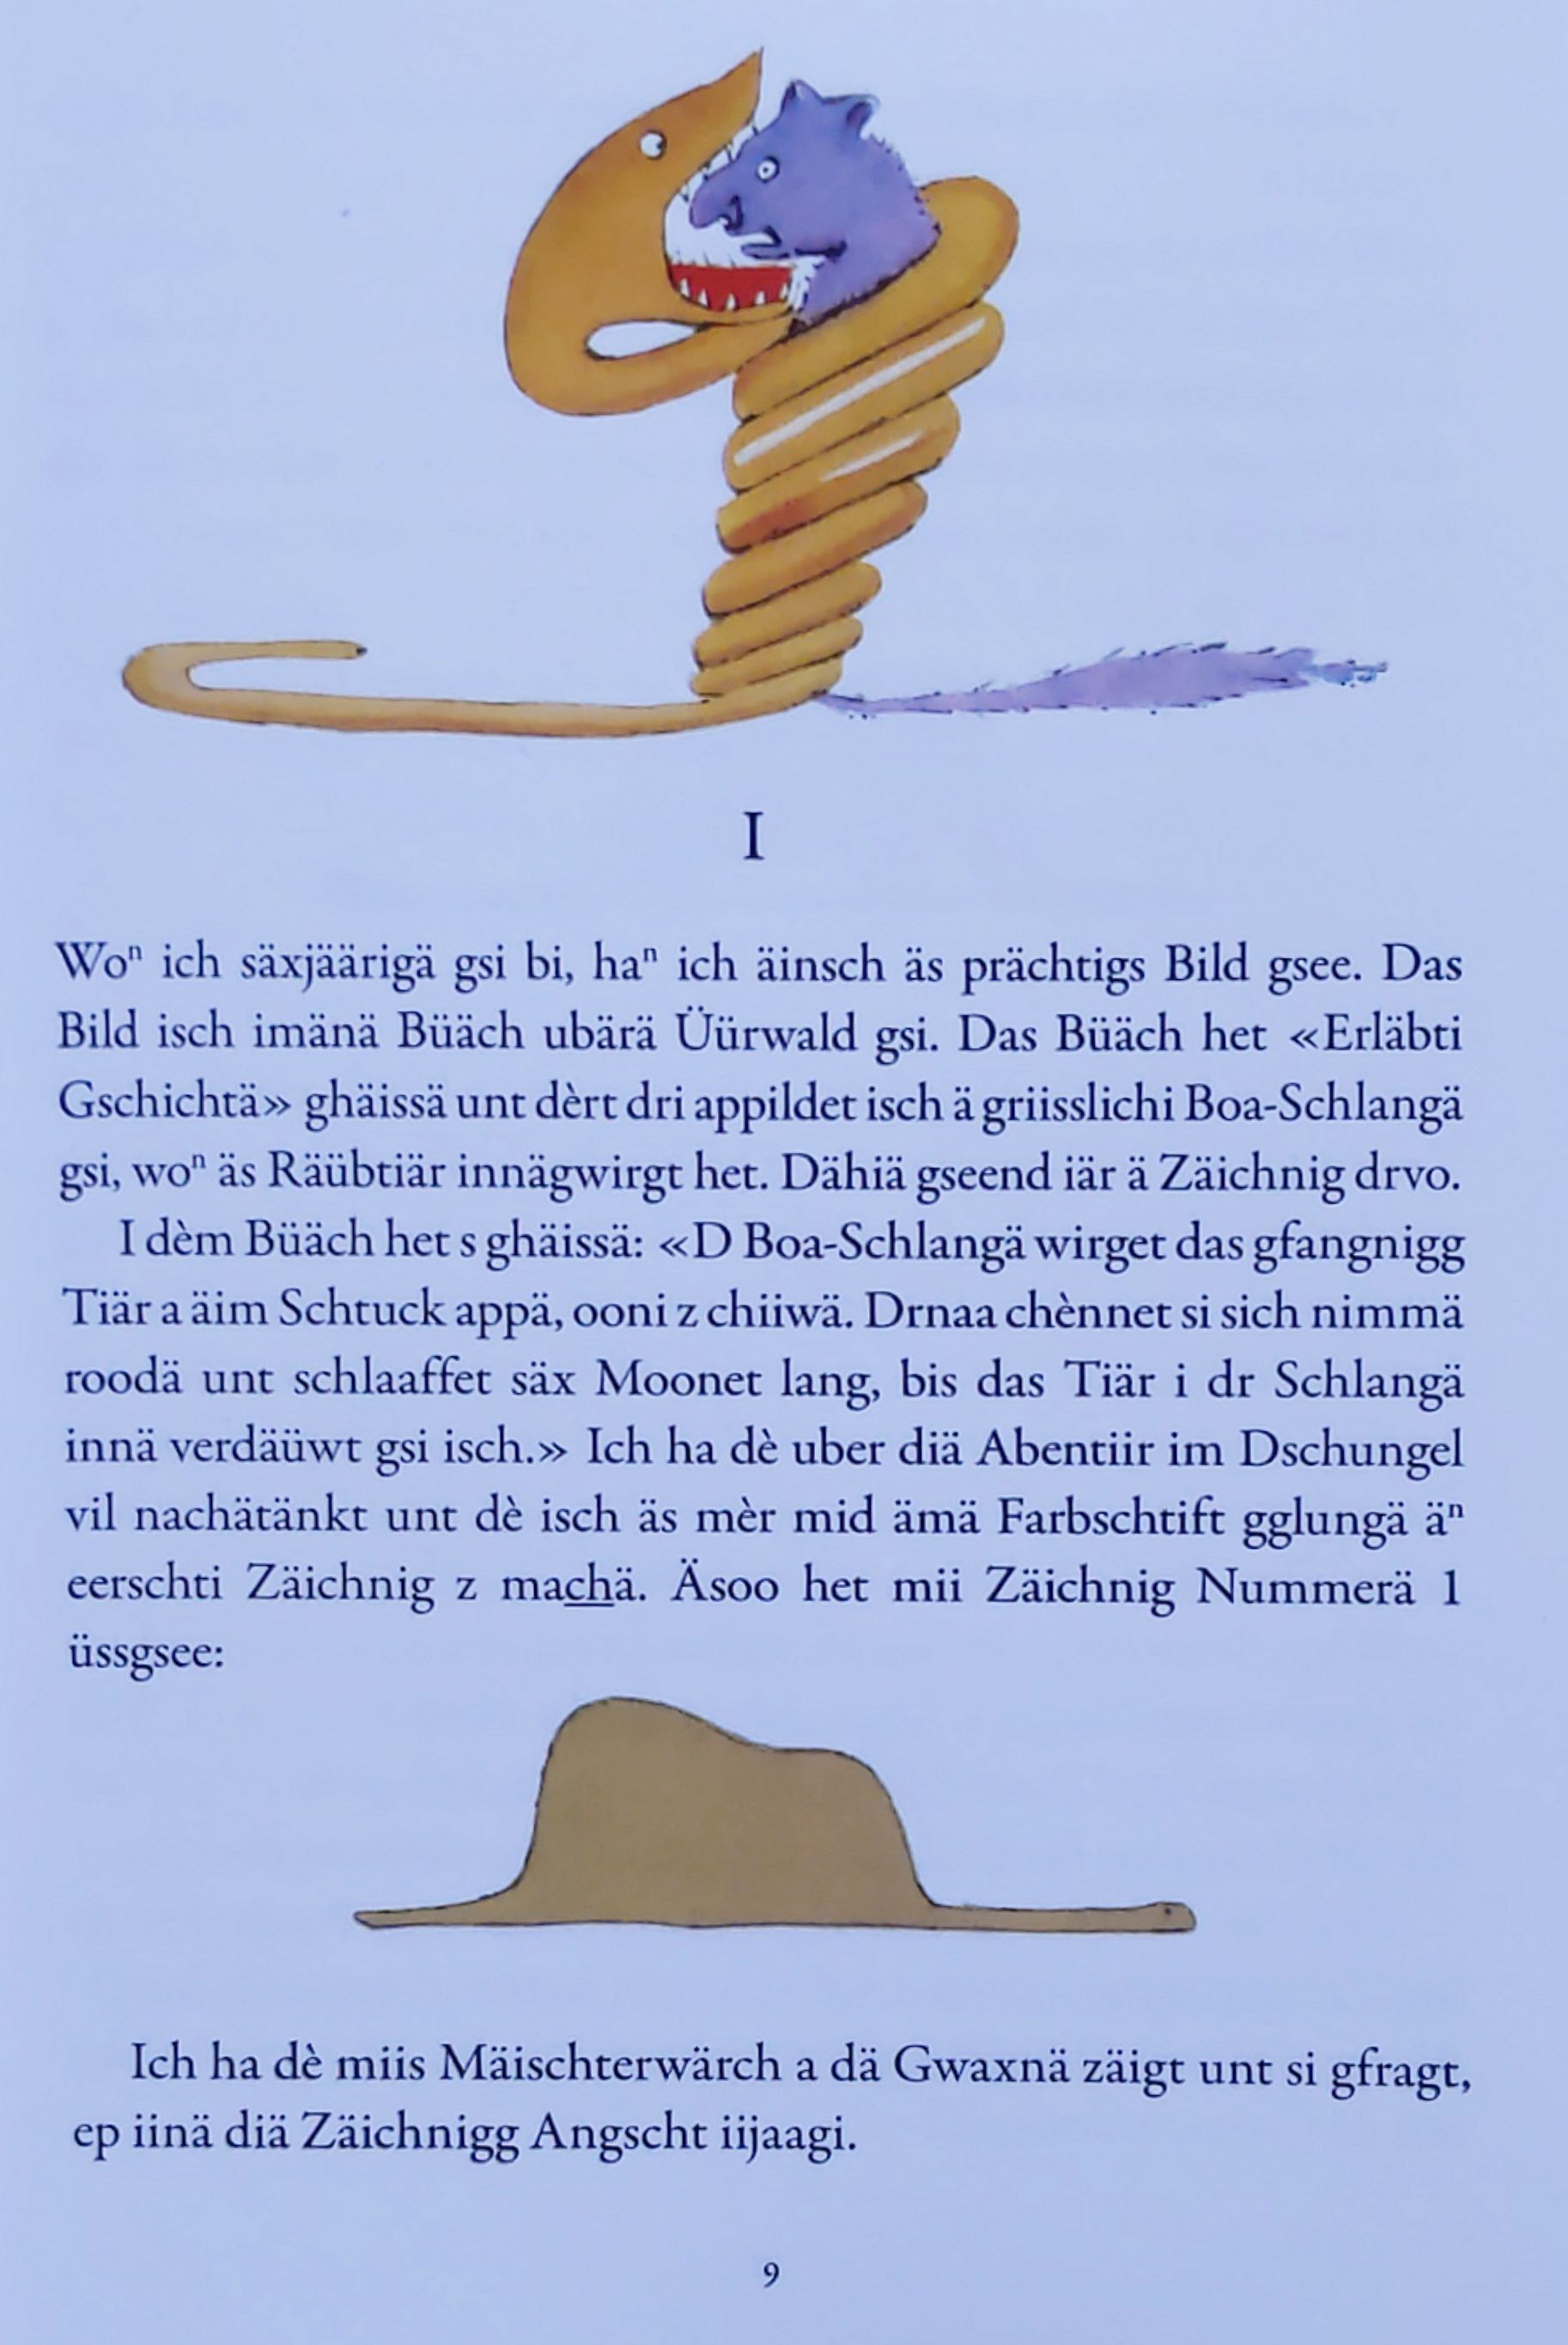 I
Woⁿ ich säxjäärigä gsi bi, haⁿ ich äinsch äs prächtigs Bild gsee. Das
Bild isch imänä Büäch ubärä Üürwald gsi. Das Büäch het «Erläbti
Gschichtä» ghäissä unt dèrt dri appildet isch ä griisslichi Boa-Schlangä
gsi, woⁿ äs Räübtiär innägwirgt het. Dähiä gseend iär ä Zäichnig drvo.
I dèm Büäch het s ghäissä: «D Boa-Schlangä wirget das gfangnigg
Tiär a äim Schtuck appä, ooni z chiiwä. Drnaa chènnet si sich nimmä
roodä unt schlaaffet säx Moonet lang, bis das Tiär i dr Schlangä
innä verdäüwt gsi isch.» Ich ha dè uber diä Abentiir im Dschungel
vil nachätänkt unt dè isch äs mèr mid ämä Farbschtift gglungä äⁿ
eerschti Zäichnig z machä. Äsoo het mii Zäichnig Nummerä 1
üssgsee:
Ich ha dè miis Mäischterwärch a dä Gwaxnä zäigt unt si gfragt,
ep iinä diä Zäichnigg Angscht iijaagi.
9